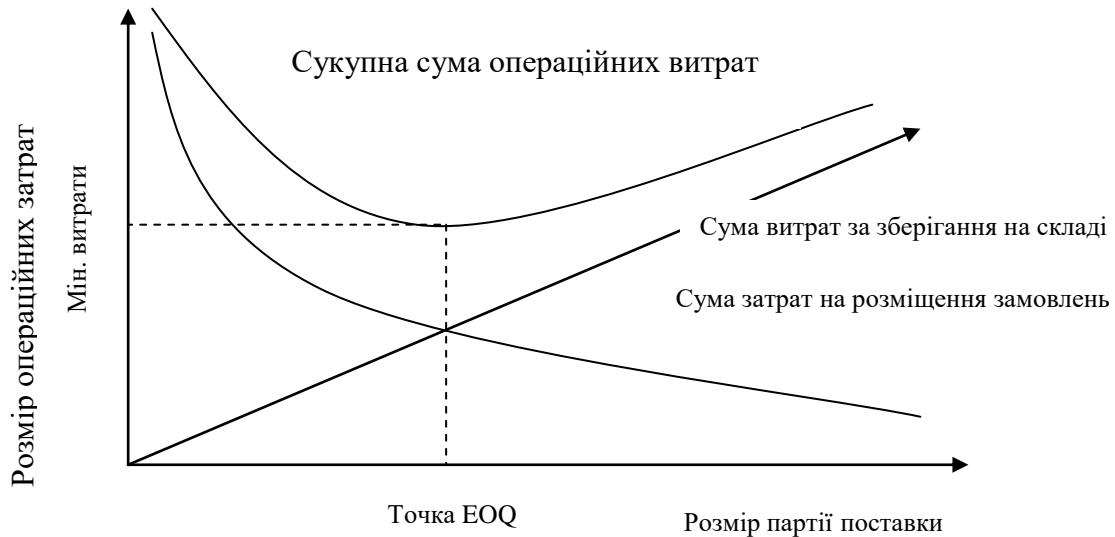 Сукупна сума операційних витрат
Розмір операційних затрат
Мін. витрати
Сума витрат за зберігання на складі
Сума затрат на розміщення замовлень
Точка EOQ
Розмір партії поставки